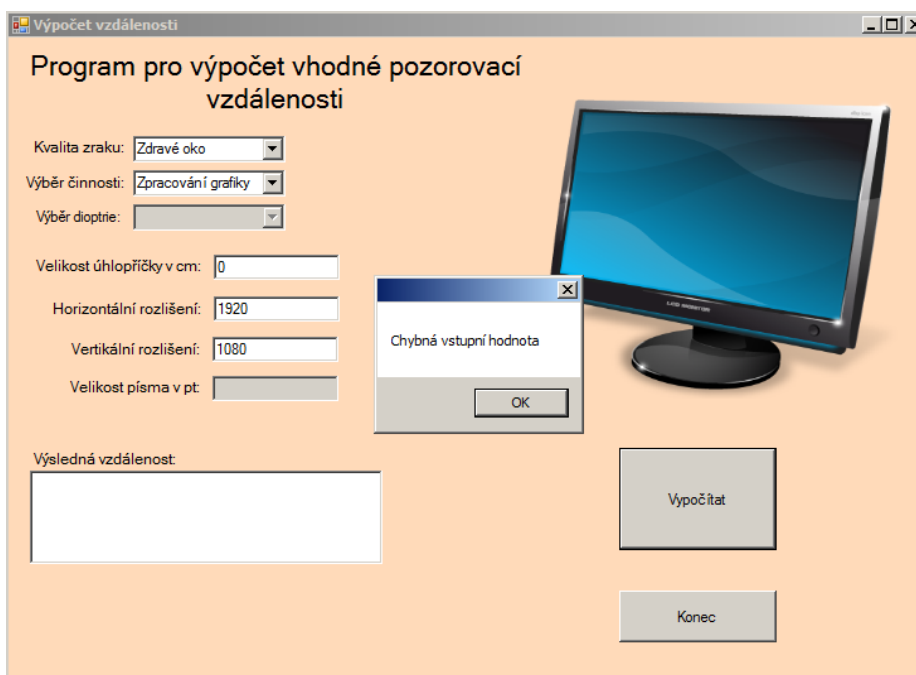 Výpočet vzdálenosti
Program pro výpočet vhodné pozorovací
vzdálenosti
Kvalita zraku: Zdravé oko
Výběr činnosti: Zpracování grafiky
Výběr dioptrie:
Velikost úhlopříčky v cm: 0
Horizontální rozlišení: 1920
Vertikální rozlišení: 1080
Velikost písma v pt:
Chybná vstupní hodnota
OK
LCD MONITOR
Výsledná vzdálenost:
Vypočítat
Konec